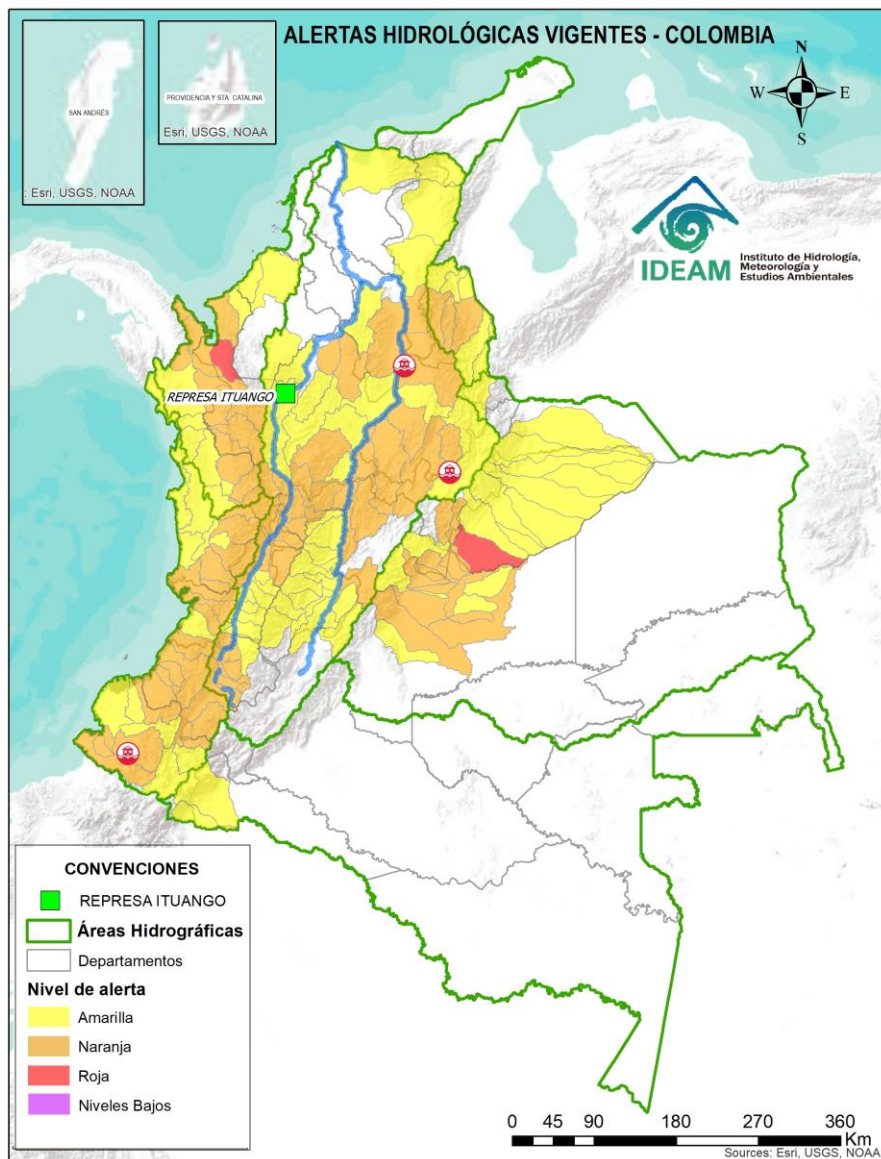 ALERTAS HIDROLÓGICAS VIGENTES - COLOMBIA
SAN ANDRÉS
: Esri, USGS, NOAA
PROVIDENCIA Y STA. CATALINA
Esri, USGS, NOAA
N
W
E
S
IDEAM
Instituto de Hidrología,
Meteorología y
Estudios Ambientales
REPRESA ITUANGO
CONVENCIONES
REPRESA ITUANGO
Áreas Hidrográficas
Departamentos
Nivel de alerta
Amarilla
Naranja
Roja
Niveles Bajos
0 45 90 180 270 360
Km
Sources: Esri, USGS, NOAA